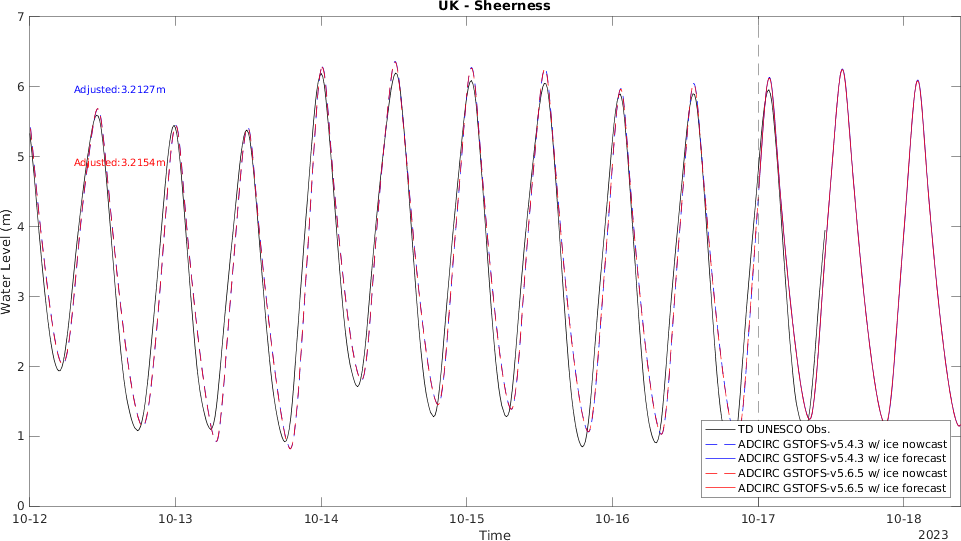 UK - Sheerness
Water Level (m)
7
6
5
4
3
2
1
0
Adjusted:3.2127m
Adjusted:3.2154m
TD UNESCO Obs.
ADCIRC GSTOFS-v5.4.3 w/ ice nowcast
ADCIRC GSTOFS-v5.4.3 w/ ice forecast
ADCIRC GSTOFS-v5.6.5 w/ ice nowcast
ADCIRC GSTOFS-v5.6.5 w/ ice forecast
10-12 10-13 10-14 10-15 10-16 10-17 10-18
Time
2023